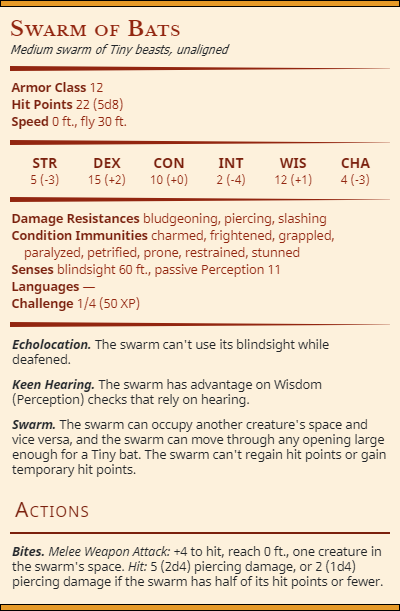 Swarm of Bats
Medium swarm of Tiny beasts, unaligned
Armor Class 12
Hit Points 22 (5d8)
Speed 0 ft., fly 30 ft.
STR DEX CON INT WIS CHA
5 (-3) 15 (+2) 10 (+0) 2 (-4) 12 (+1) 4 (-3)
Damage Resistances bludgeoning, piercing, slashing
Condition Immunities charmed, frightened, grappled,
paralyzed, petrified, prone, restrained, stunned
Senses blindsight 60 ft., passive Perception 11
Languages —
Challenge 1/4 (50 XP)
Echolocation. The swarm can't use its blindsight while
deafened.
Keen Hearing. The swarm has advantage on Wisdom
(Perception) checks that rely on hearing.
Swarm. The swarm can occupy another creature's space and
vice versa, and the swarm can move through any opening large
enough for a Tiny bat. The swarm can't regain hit points or gain
temporary hit points.
Actions
Bites. Melee Weapon Attack: +4 to hit, reach 0 ft., one creature in
the swarm's space. Hit: 5 (2d4) piercing damage, or 2 (1d4)
piercing damage if the swarm has half of its hit points or fewer.